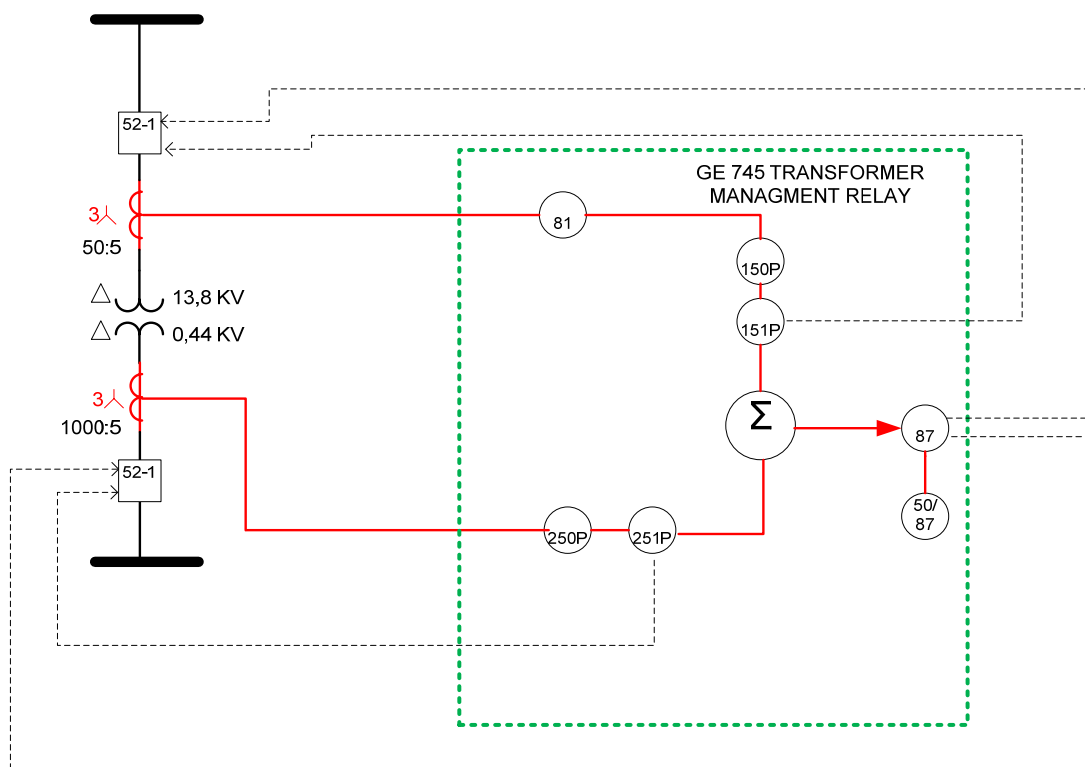 52-1
GE 745 TRANSFORMER
MANAGMENT RELAY
3
81
50:5
150P
13,8 KV
151P
0,44 KV
3
1000:5
Σ
87
52-1
50/
87
250P
251P